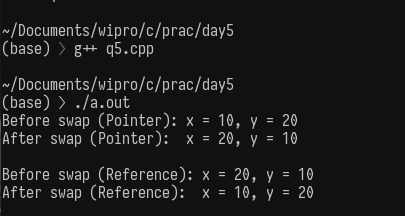 ~/Documents/wipro/c/prac/day5
(base) > g++ q5.cpp
~/Documents/wipro/c/prac/day5
(base) > ./a.out
Before swap (Pointer): x = 10, y = 20
After swap (Pointer):  x = 20, y = 10
Before swap (Reference): x = 20, y = 10
After swap (Reference):  x = 10, y = 20